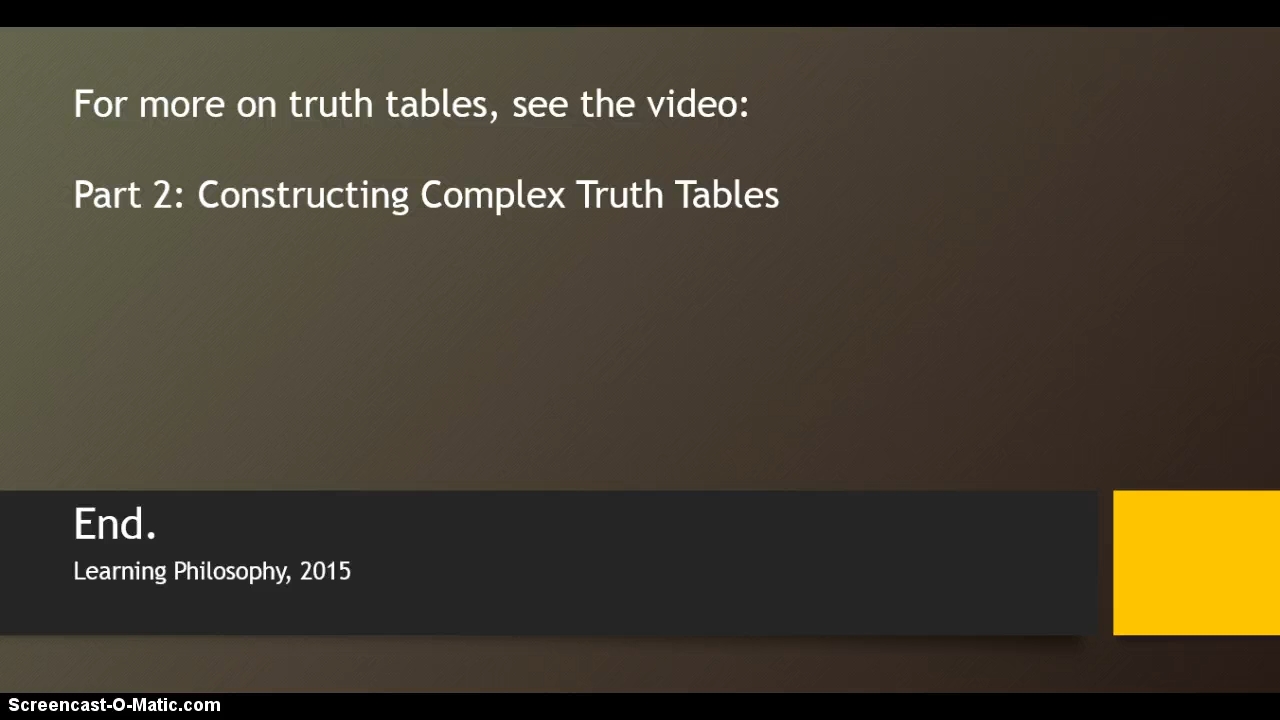 For more on truth tables, see the video:
Part 2: Constructing Complex Truth Tables
End.
Learning Philosophy, 2015
Screencast-O-Matic.com